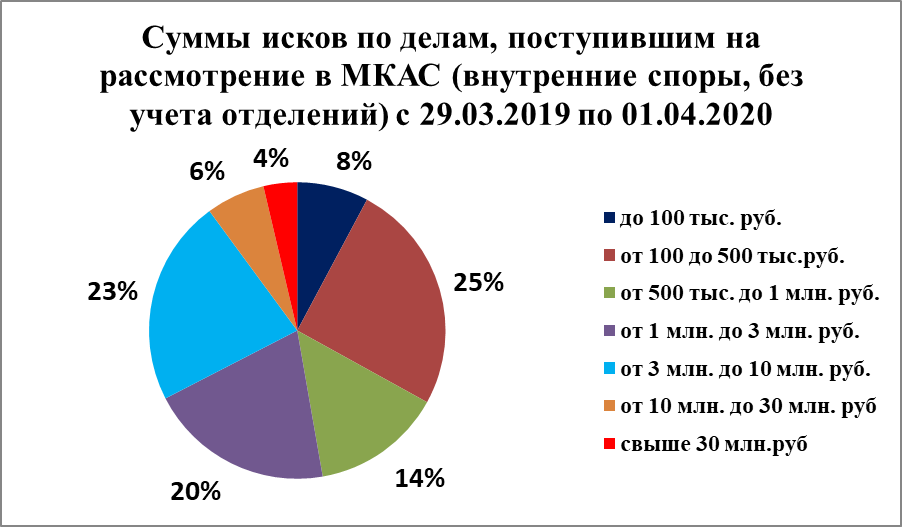 Суммы исков по делам, поступившим на
рассмотрение в МКАС (внутренние споры, без
учета отделений) с 29.03.2019 по 01.04.2020
4%
8%
6%
25%
23%
14%
20%
до 100 тыс. руб.
от 100 до 500 тыс.руб.
от 500 тыс. до 1 млн. руб.
от 1 млн. до 3 млн. руб.
от 3 млн. до 10 млн. руб.
от 10 млн. до 30 млн. руб
свыше 30 млн.руб